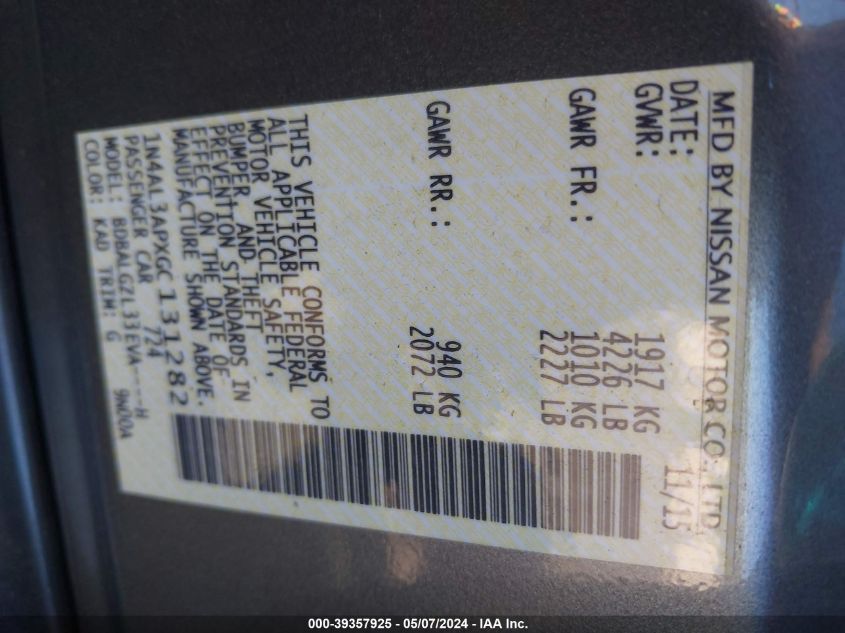 MFD BY NISSAN MOTOR CO., LTD.
DATE: 11/15
GVWR: 1917 KG
4226 LB
GAWR FR.: 1010 KG
2227 LB
GAWR RR.: 940 KG
2072 LB
THIS VEHICLE CONFORMS TO
ALL APPLICABLE FEDERAL
MOTOR VEHICLE SAFETY,
BUMPER, AND THEFT
PREVENTION STANDARDS IN
EFFECT ON THE DATE OF
MANUFACTURE SHOWN ABOVE.
1N4AL3APXGC131282
PASSENGER CAR 724
MODEL: BDBALGZL33EVA----H
COLOR: KAD TRIM: G 9N00A
000-39357925 - 05/07/2024 - IAA Inc.